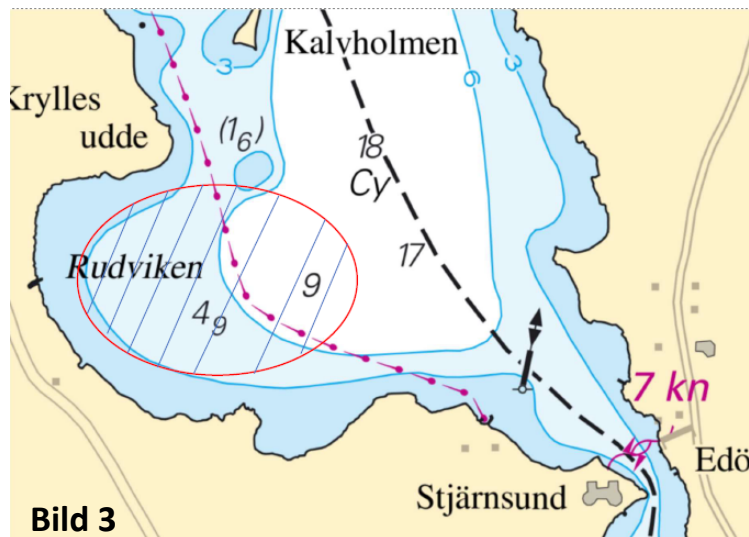 Kalvholmen
3
3
6
Krylles
udde
(1₆)
18
Cy
17
Rudviken
9
4₉
7 kn
Edö
Stjärnsund
Bild 3